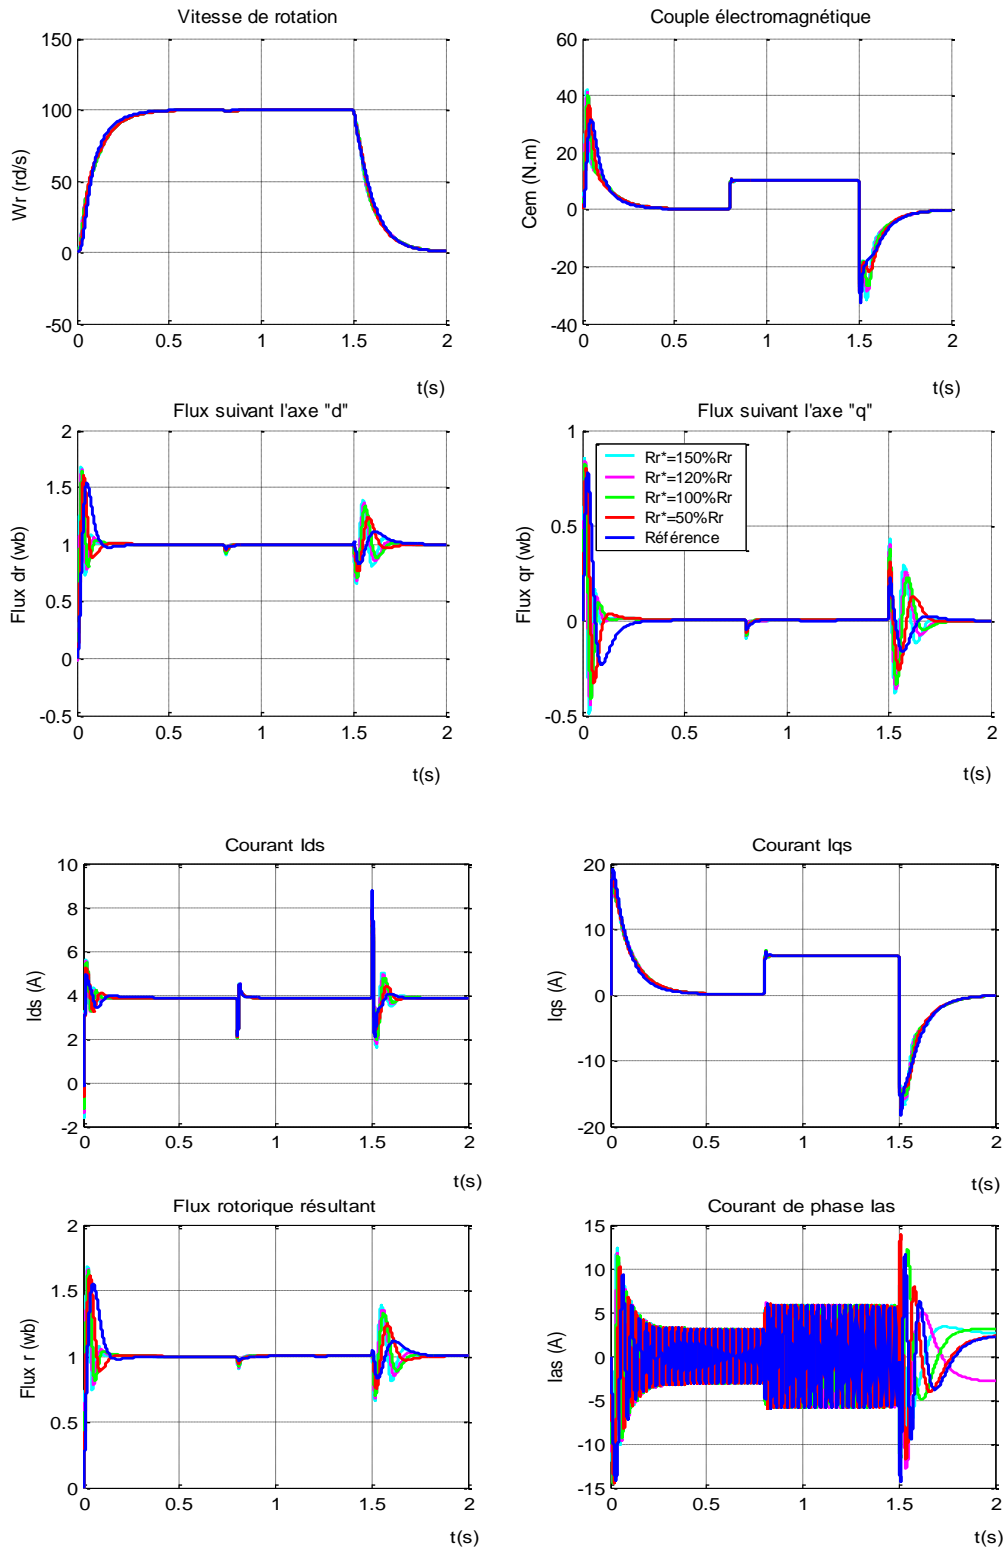 Vitesse de rotation
150
100
50
0
-50
Wr (rd/s)
0 0.5 1 1.5 2
t(s)
Couple électromagnétique
60
40
20
0
-20
-40
Cem (N.m)
0 0.5 1 1.5 2
t(s)
Flux suivant l'axe "d"
2
1.5
1
0.5
0
-0.5
Flux dr (wb)
0 0.5 1 1.5 2
t(s)
Flux suivant l'axe "q"
1
0.5
0
-0.5
Flux qr (wb)
Rr*=150%Rr
Rr*=120%Rr
Rr*=100%Rr
Rr*=50%Rr
Référence
0 0.5 1 1.5 2
t(s)
Courant Ids
10
8
6
4
2
0
-2
Ids (A)
0 0.5 1 1.5 2
t(s)
Courant Iqs
20
10
0
-10
-20
Iqs (A)
0 0.5 1 1.5 2
t(s)
Flux rotorique résultant
2
1.5
1
0.5
0
Flux r (wb)
0 0.5 1 1.5 2
t(s)
Courant de phase Ias
15
10
5
0
-5
-10
-15
Ias (A)
0 0.5 1 1.5 2
t(s)